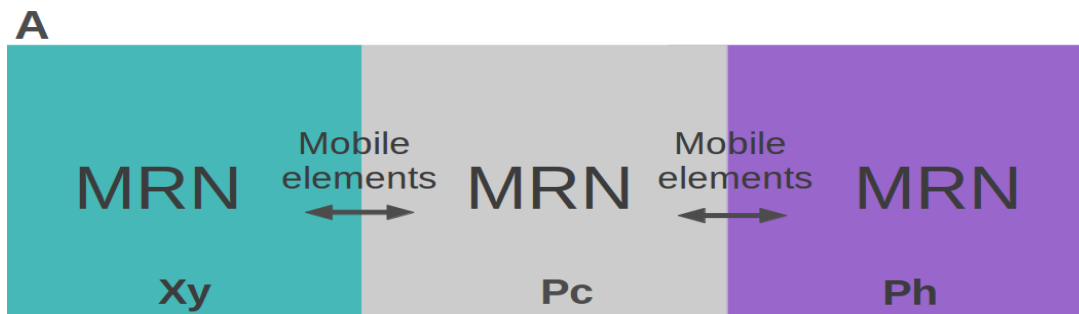 A
Mobile elements
Mobile elements
MRN
MRN
MRN
Xy
Pc
Ph